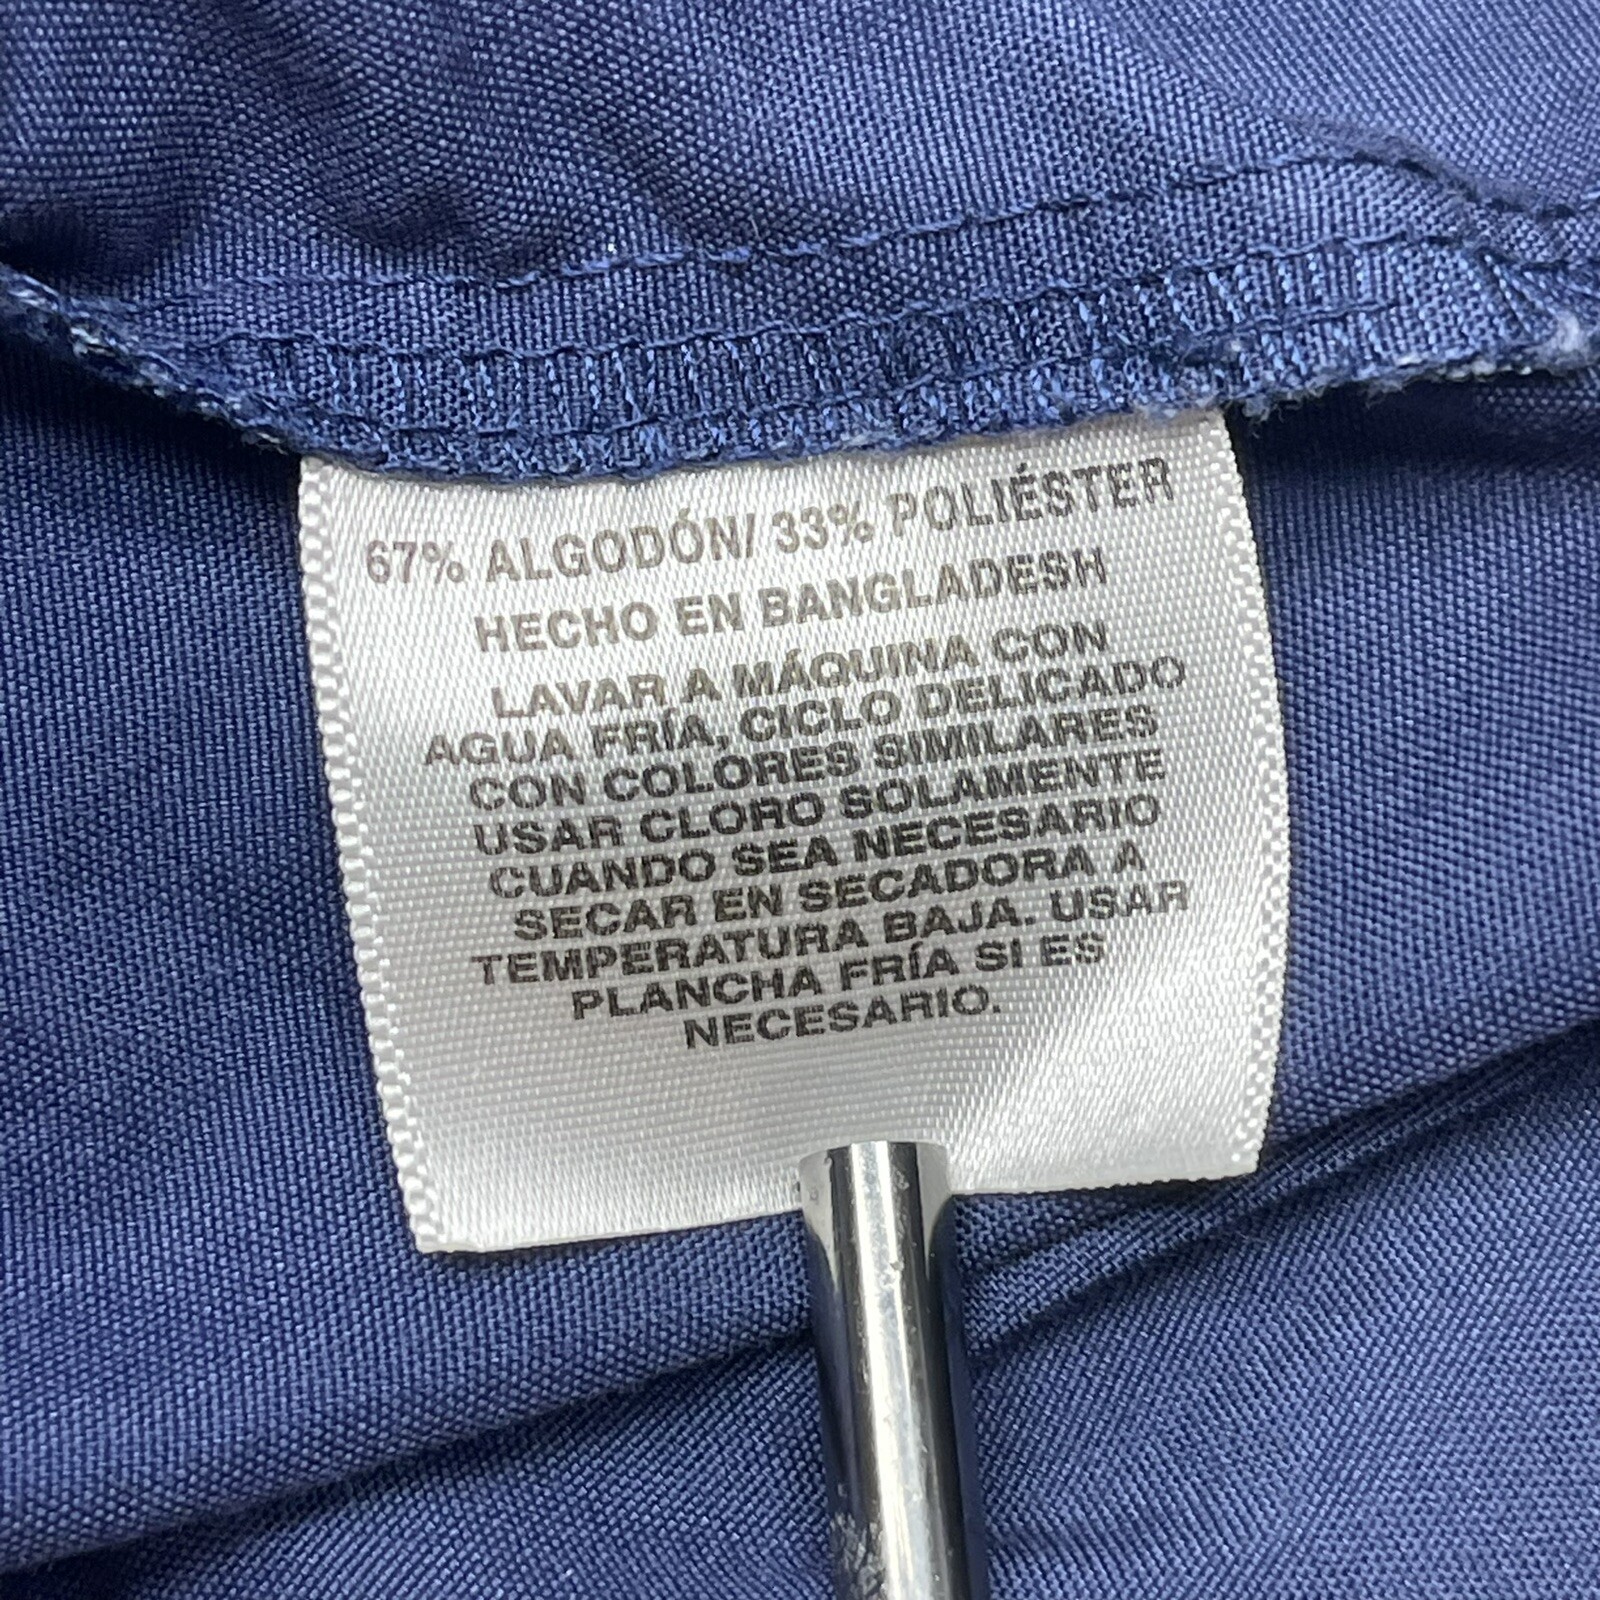 67% ALGODÓN/ 33% POLIÉSTER
HECHO EN BANGLADESH
LAVAR A MÁQUINA CON
AGUA FRÍA, CICLO DELICADO
CON COLORES SIMILARES
USAR CLORO SOLAMENTE
CUANDO SEA NECESARIO
SECAR EN SECADORA A
TEMPERATURA BAJA. USAR
PLANCHA FRÍA SI ES
NECESARIO.